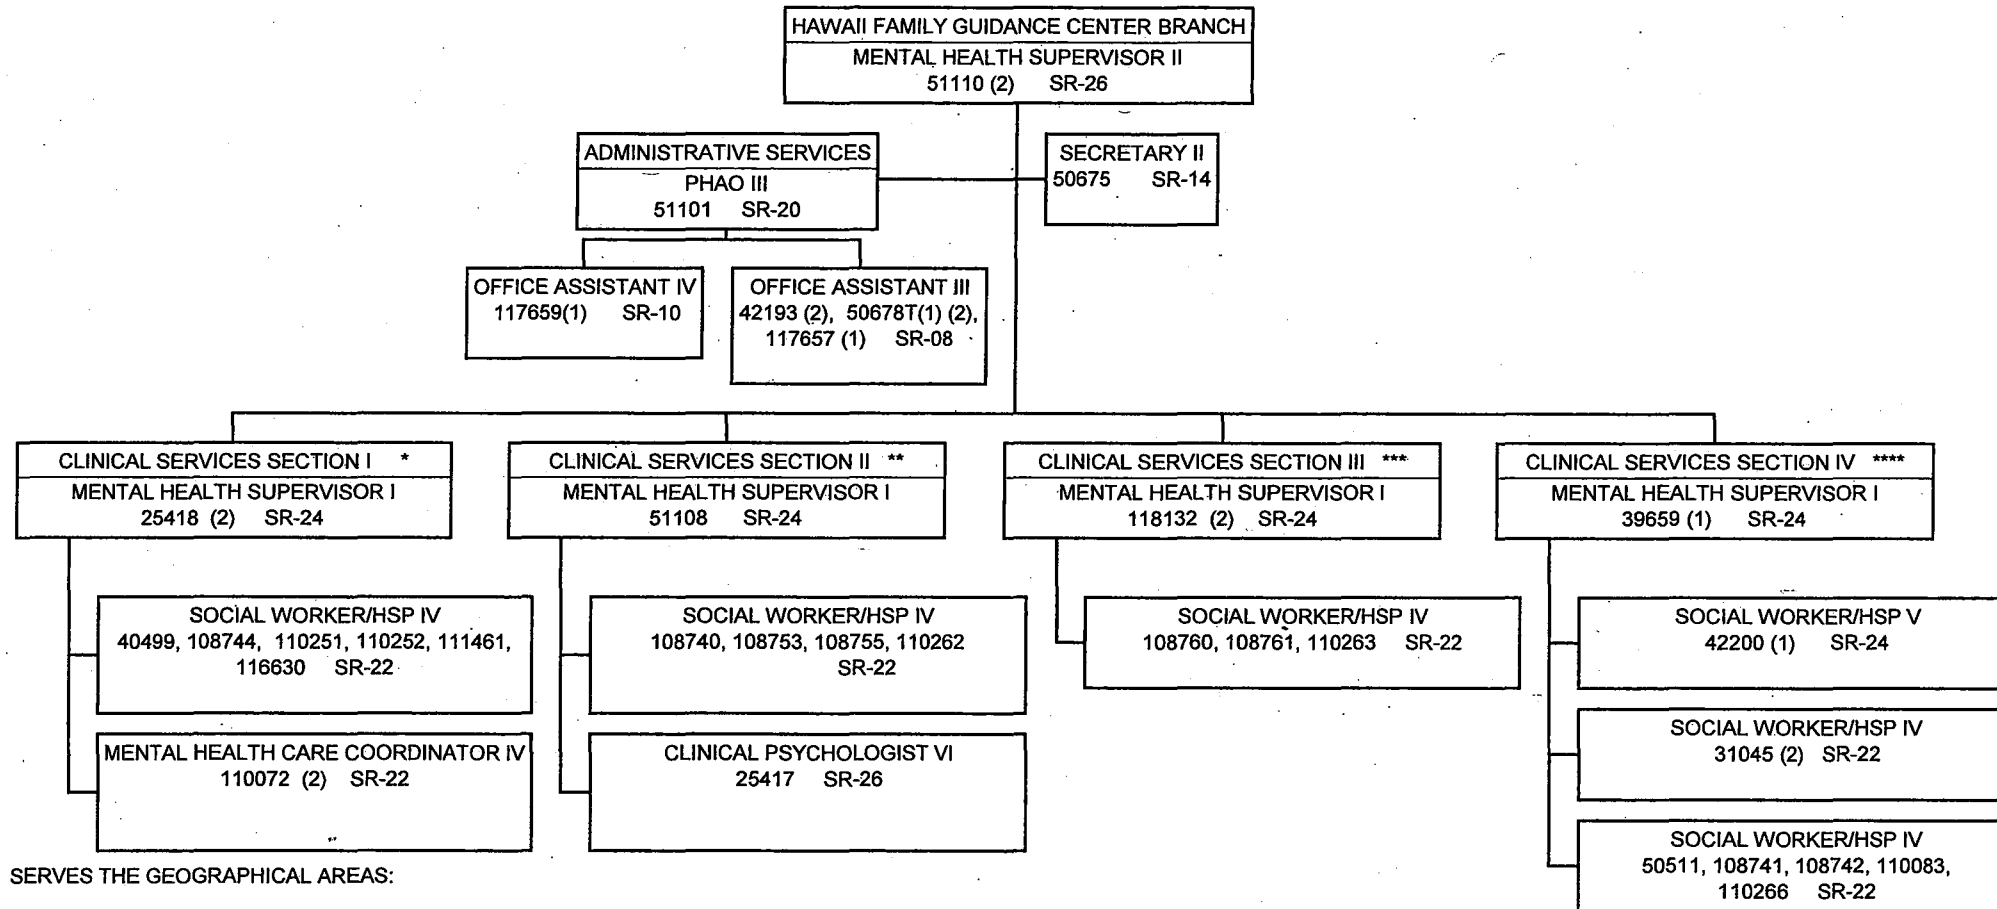 HAWAII FAMILY GUIDANCE CENTER BRANCH
MENTAL HEALTH SUPERVISOR II
51110 (2) SR-26
ADMINISTRATIVE SERVICES
PHAO III
51101 SR-20
SECRETARY II
50675 SR-14
OFFICE ASSISTANT IV
117659(1) SR-10
OFFICE ASSISTANT III
42193 (2), 50678T(1) (2),
117657 (1) SR-08
CLINICAL SERVICES SECTION I *
MENTAL HEALTH SUPERVISOR I
25418 (2) SR-24
SOCIAL WORKER/HSP IV
40499, 108744, 110251, 110252, 111461,
116630 SR-22
MENTAL HEALTH CARE COORDINATOR IV
110072 (2) SR-22
CLINICAL SERVICES SECTION II **
MENTAL HEALTH SUPERVISOR I
51108 SR-24
SOCIAL WORKER/HSP IV
108740, 108753, 108755, 110262
SR-22
CLINICAL PSYCHOLOGIST VI
25417 SR-26
CLINICAL SERVICES SECTION III ***
MENTAL HEALTH SUPERVISOR I
118132 (2) SR-24
SOCIAL WORKER/HSP IV
108760, 108761, 110263 SR-22
CLINICAL SERVICES SECTION IV ****
MENTAL HEALTH SUPERVISOR I
39659 (1) SR-24
SOCIAL WORKER/HSP V
42200 (1) SR-24
SOCIAL WORKER/HSP IV
31045 (2) SR-22
SOCIAL WORKER/HSP IV
50511, 108741, 108742, 110083,
110266 SR-22
SERVES THE GEOGRAPHICAL AREAS: